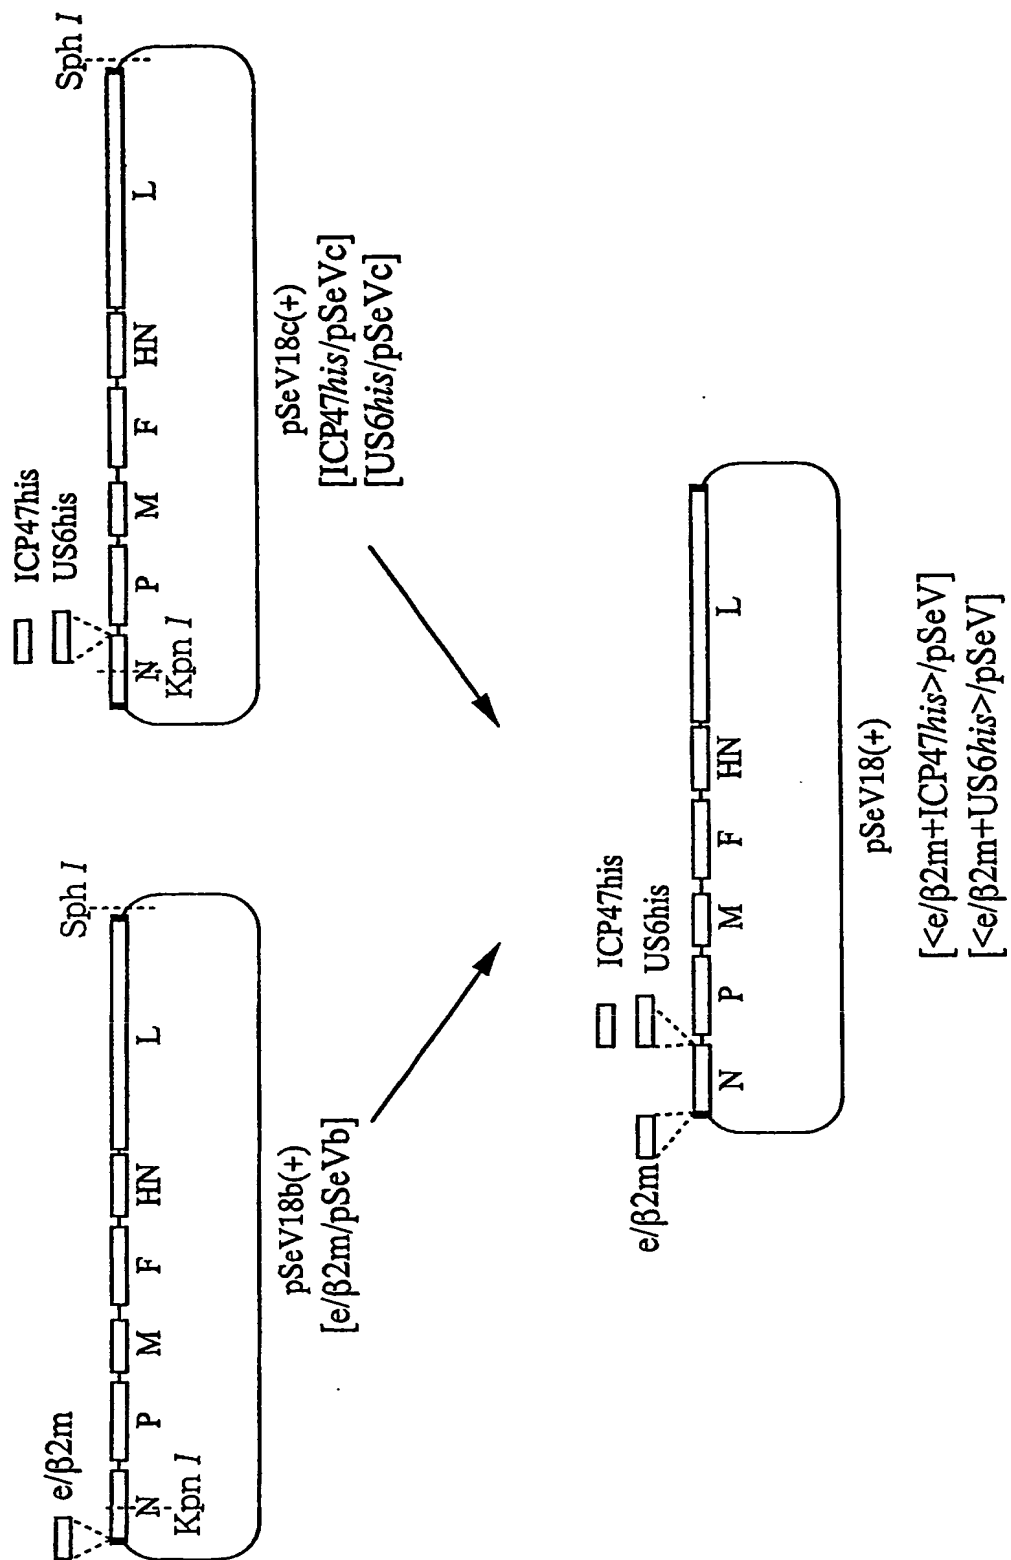 e/β2m
Sph I
N P M F HN L
Kpn I
pSeV18b(+)
[e/β2m/pSeVb]
ICP47his
US6his
Sph I
N P M F HN L
Kpn I
pSeV18c(+)
[ICP47his/pSeVc]
[US6his/pSeVc]
ICP47his
US6his
e/β2m
N P M F HN L
pSeV18(+)
[<e/β2m+ICP47his>/pSeV]
[<e/β2m+US6his>/pSeV]